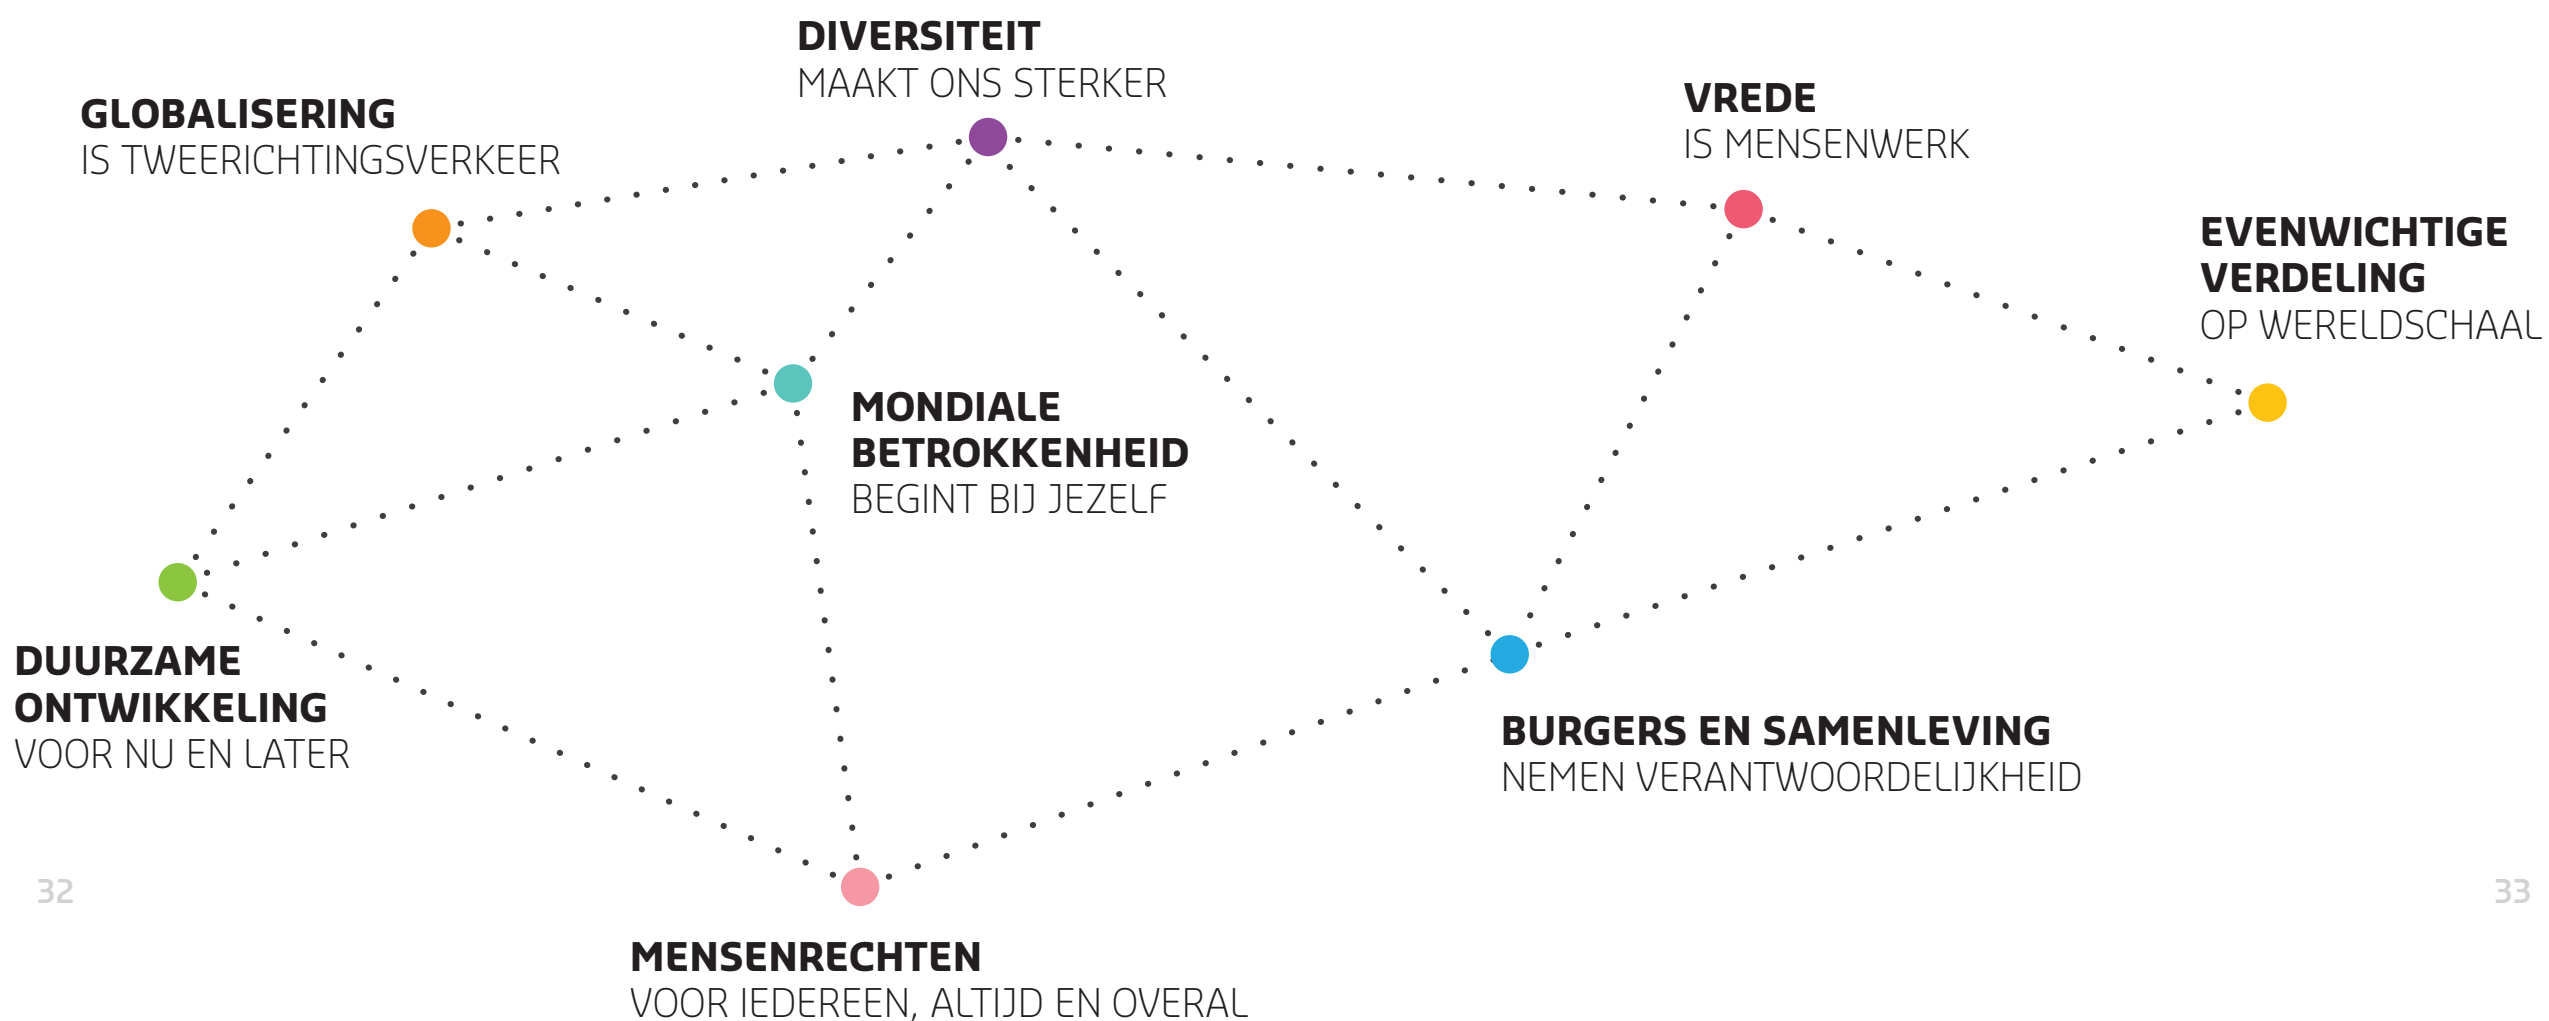 DIVERSITEIT
MAAKT ONS STERKER
GLOBALISERING
IS TWEERICHTINGSVERKEER
VREDE
IS MENSENWERK
EVENWICHTIGE
VERDELING
OP WERELDSCHAAL
MONDIALE
BETROKKENHEID
BEGINT BIJ JEZELF
DUURZAME
ONTWIKKELING
VOOR NU EN LATER
BURGERS EN SAMENLEVING
NEMEN VERANTWOORDELIJKHEID
MENSENRECHTEN
VOOR IEDEREEN, ALTIJD EN OVERAL
32
33